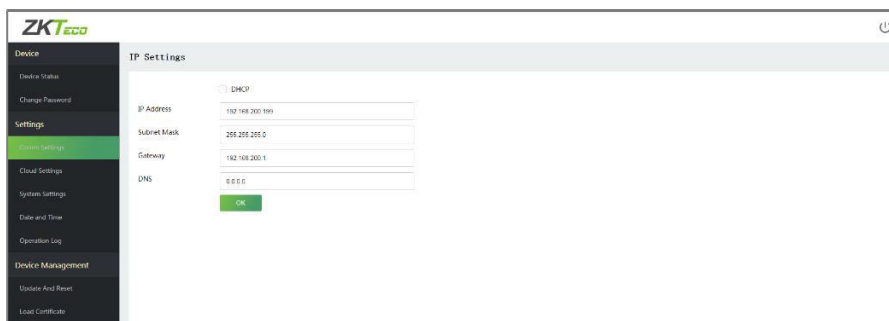 ZKTeco
Device
Device Status
Change Password
Settings
Comm Settings
Cloud Settings
System Settings
Date and Time
Operation Log
Device Management
Update And Reset
Load Certificate
IP Settings
DHCP
IP Address
192.168.200.199
Subnet Mask
255.255.255.0
Gateway
192.168.200.1
DNS
0.0.0.0
OK